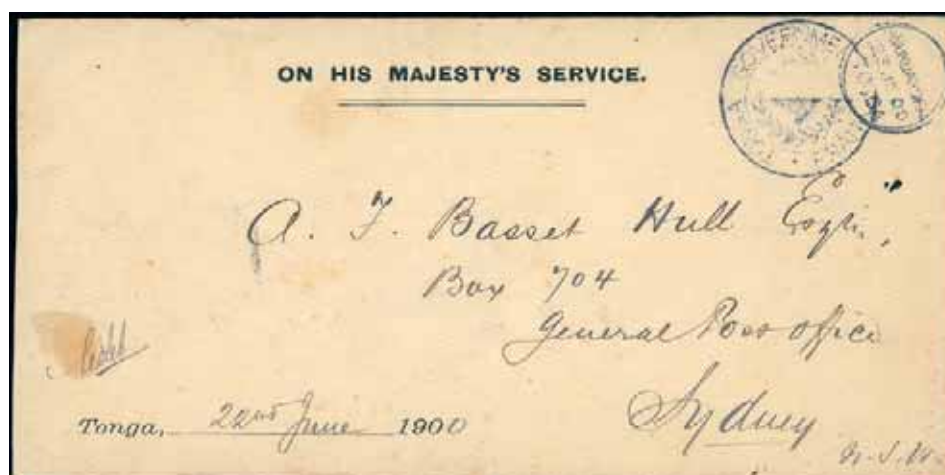 ON HIS MAJESTY'S SERVICE.
A. F. Basset Hull Esqre,
Box 704
General Post Office
Sydney
N.S.W.
Tonga, 22nd June 1900